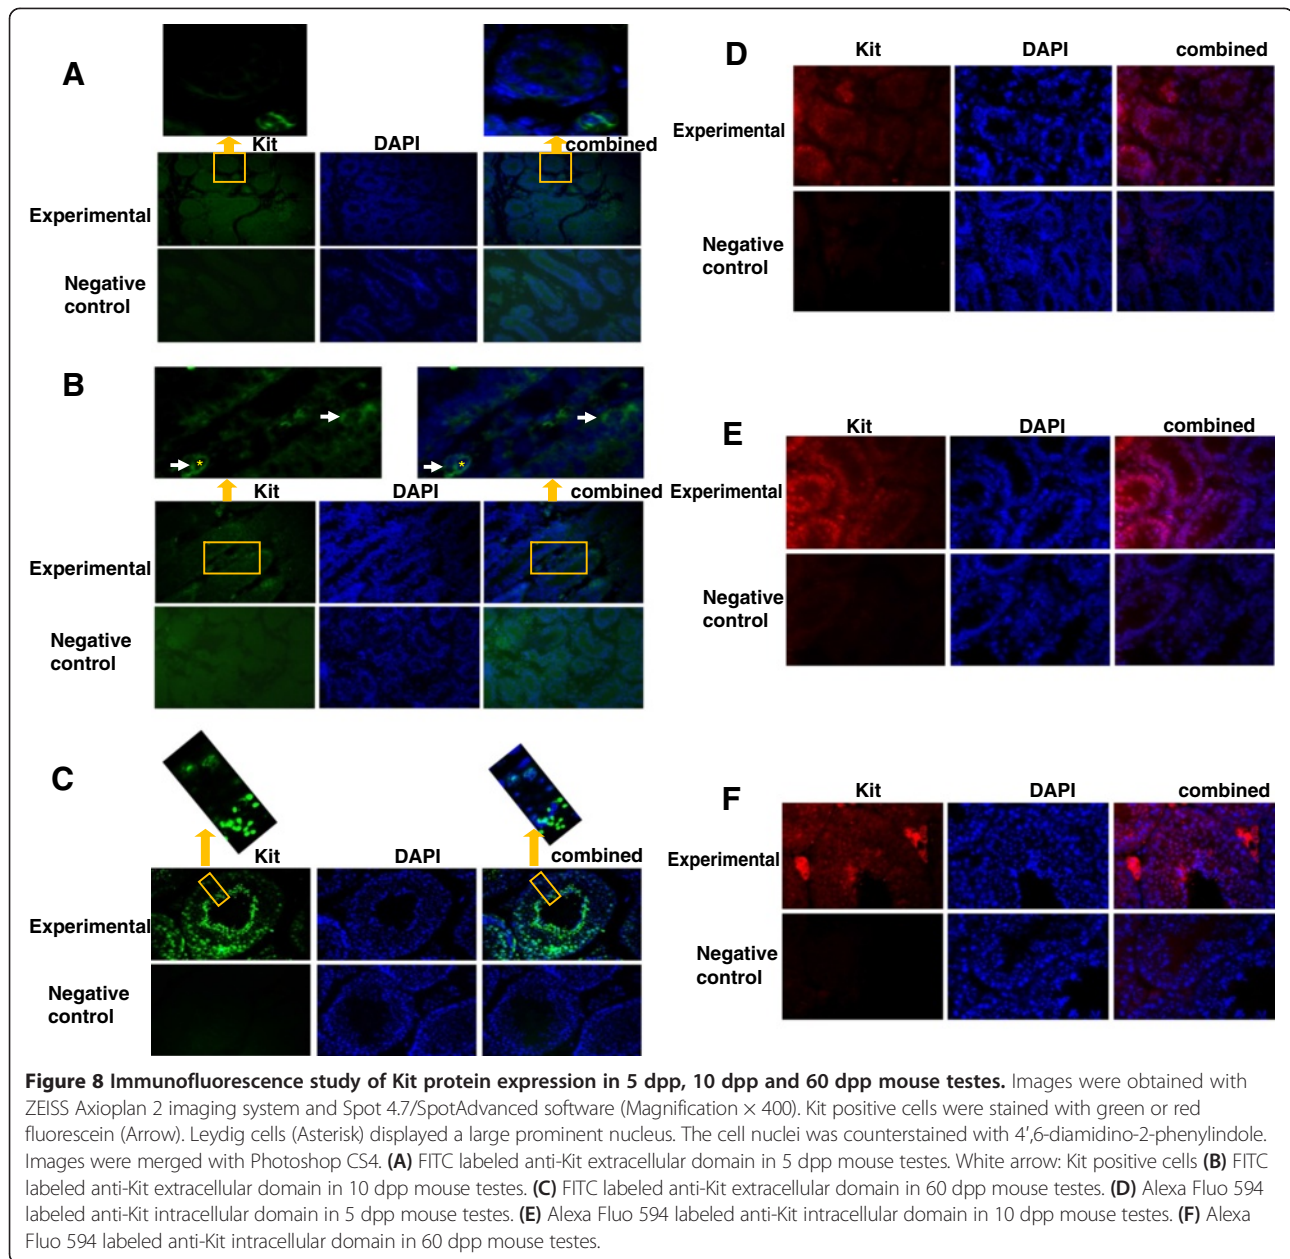 A
Kit
DAPI
combined
Experimental
Negative
control
B
*
*
Kit
DAPI
combined
Experimental
Negative
control
C
Kit
DAPI
combined
Experimental
Negative
control
D
Kit
DAPI
combined
Experimental
Negative
control
E
Kit
DAPI
combined
Experimental
Negative
control
F
Kit
DAPI
combined
Experimental
Negative
control
Figure 8 Immunofluorescence study of Kit protein expression in 5 dpp, 10 dpp and 60 dpp mouse testes. Images were obtained with
ZEISS Axioplan 2 imaging system and Spot 4.7/SpotAdvanced software (Magnification × 400). Kit positive cells were stained with green or red
fluorescein (Arrow). Leydig cells (Asterisk) displayed a large prominent nucleus. The cell nuclei was counterstained with 4′,6-diamidino-2-phenylindole.
Images were merged with Photoshop CS4. (A) FITC labeled anti-Kit extracellular domain in 5 dpp mouse testes. White arrow: Kit positive cells (B) FITC
labeled anti-Kit extracellular domain in 10 dpp mouse testes. (C) FITC labeled anti-Kit extracellular domain in 60 dpp mouse testes. (D) Alexa Fluo 594
labeled anti-Kit intracellular domain in 5 dpp mouse testes. (E) Alexa Fluo 594 labeled anti-Kit intracellular domain in 10 dpp mouse testes. (F) Alexa
Fluo 594 labeled anti-Kit intracellular domain in 60 dpp mouse testes.